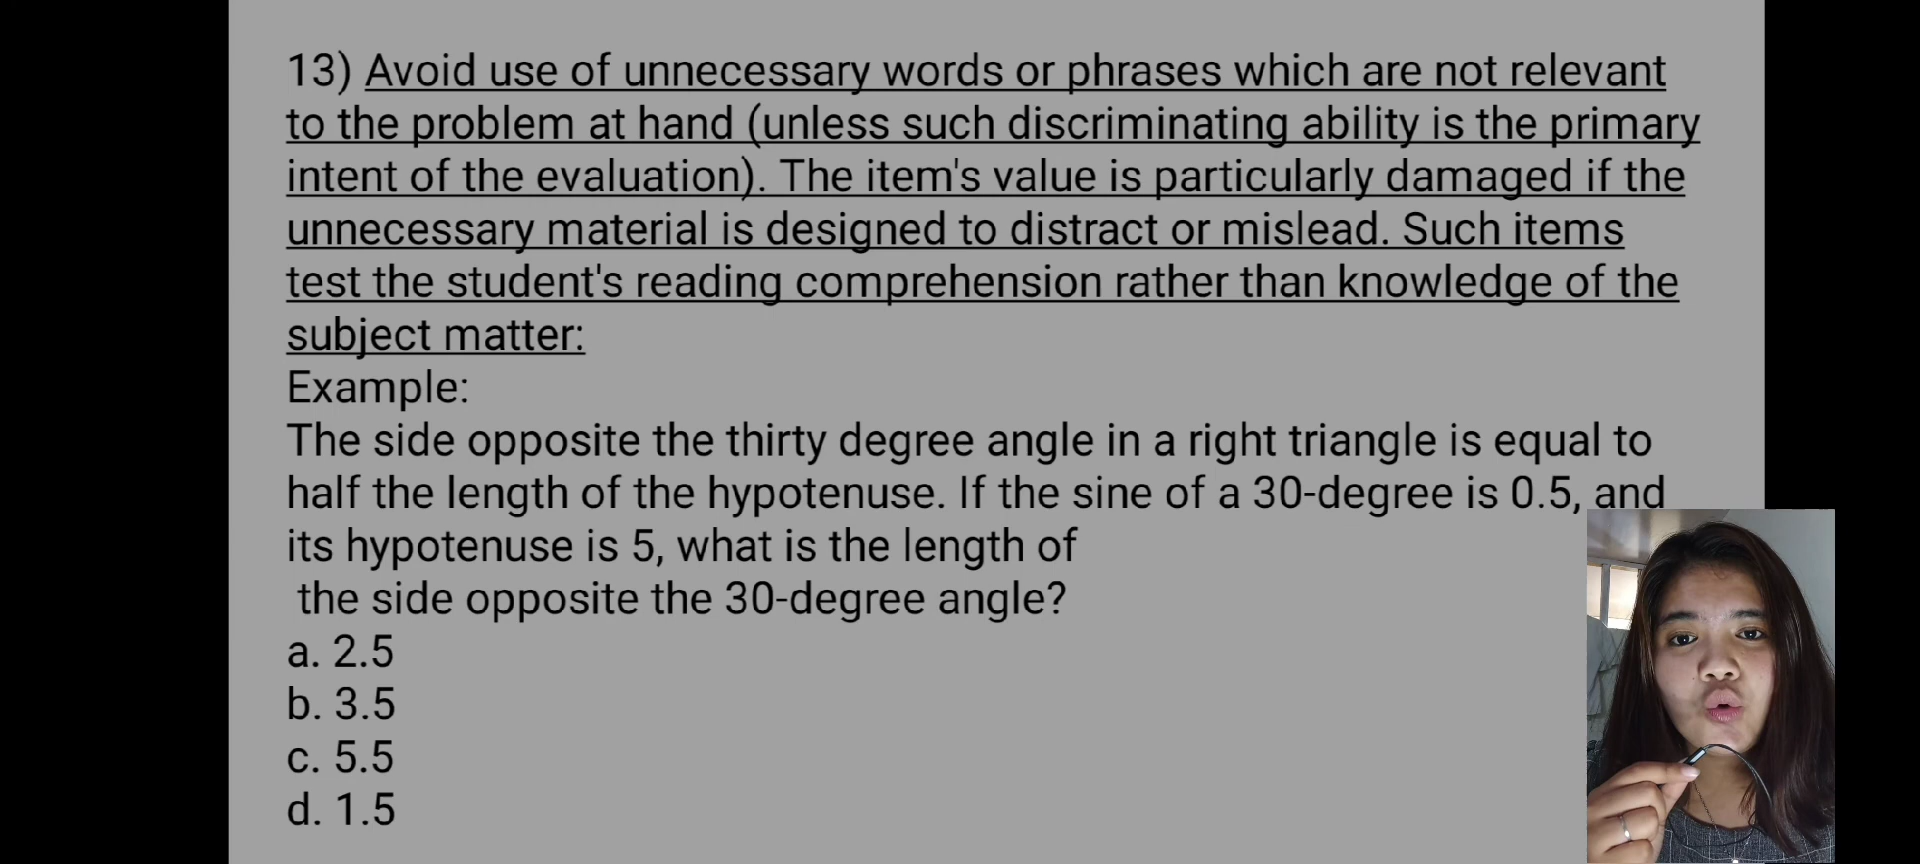 13) Avoid use of unnecessary words or phrases which are not relevant
to the problem at hand (unless such discriminating ability is the primary
intent of the evaluation). The item's value is particularly damaged if the
unnecessary material is designed to distract or mislead. Such items
test the student's reading comprehension rather than knowledge of the
subject matter:
Example:
The side opposite the thirty degree angle in a right triangle is equal to
half the length of the hypotenuse. If the sine of a 30-degree is 0.5, and
its hypotenuse is 5, what is the length of
the side opposite the 30-degree angle?
a. 2.5
b. 3.5
c. 5.5
d. 1.5